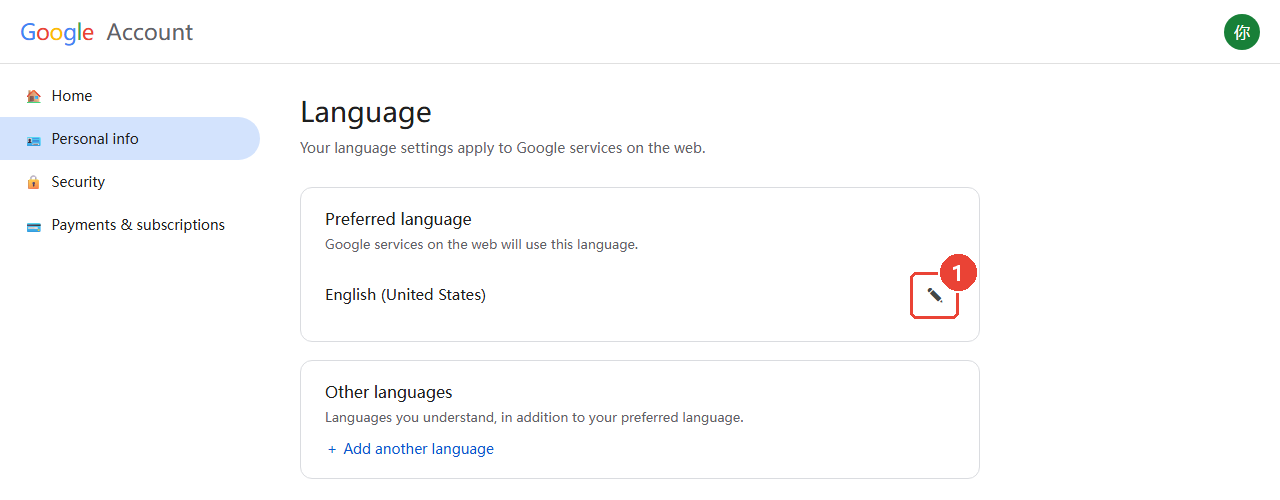 Google Account
你
Home
Personal info
Security
Payments & subscriptions
Language
Your language settings apply to Google services on the web.
Preferred language
Google services on the web will use this language.
English (United States)
1
Other languages
Languages you understand, in addition to your preferred language.
+ Add another language